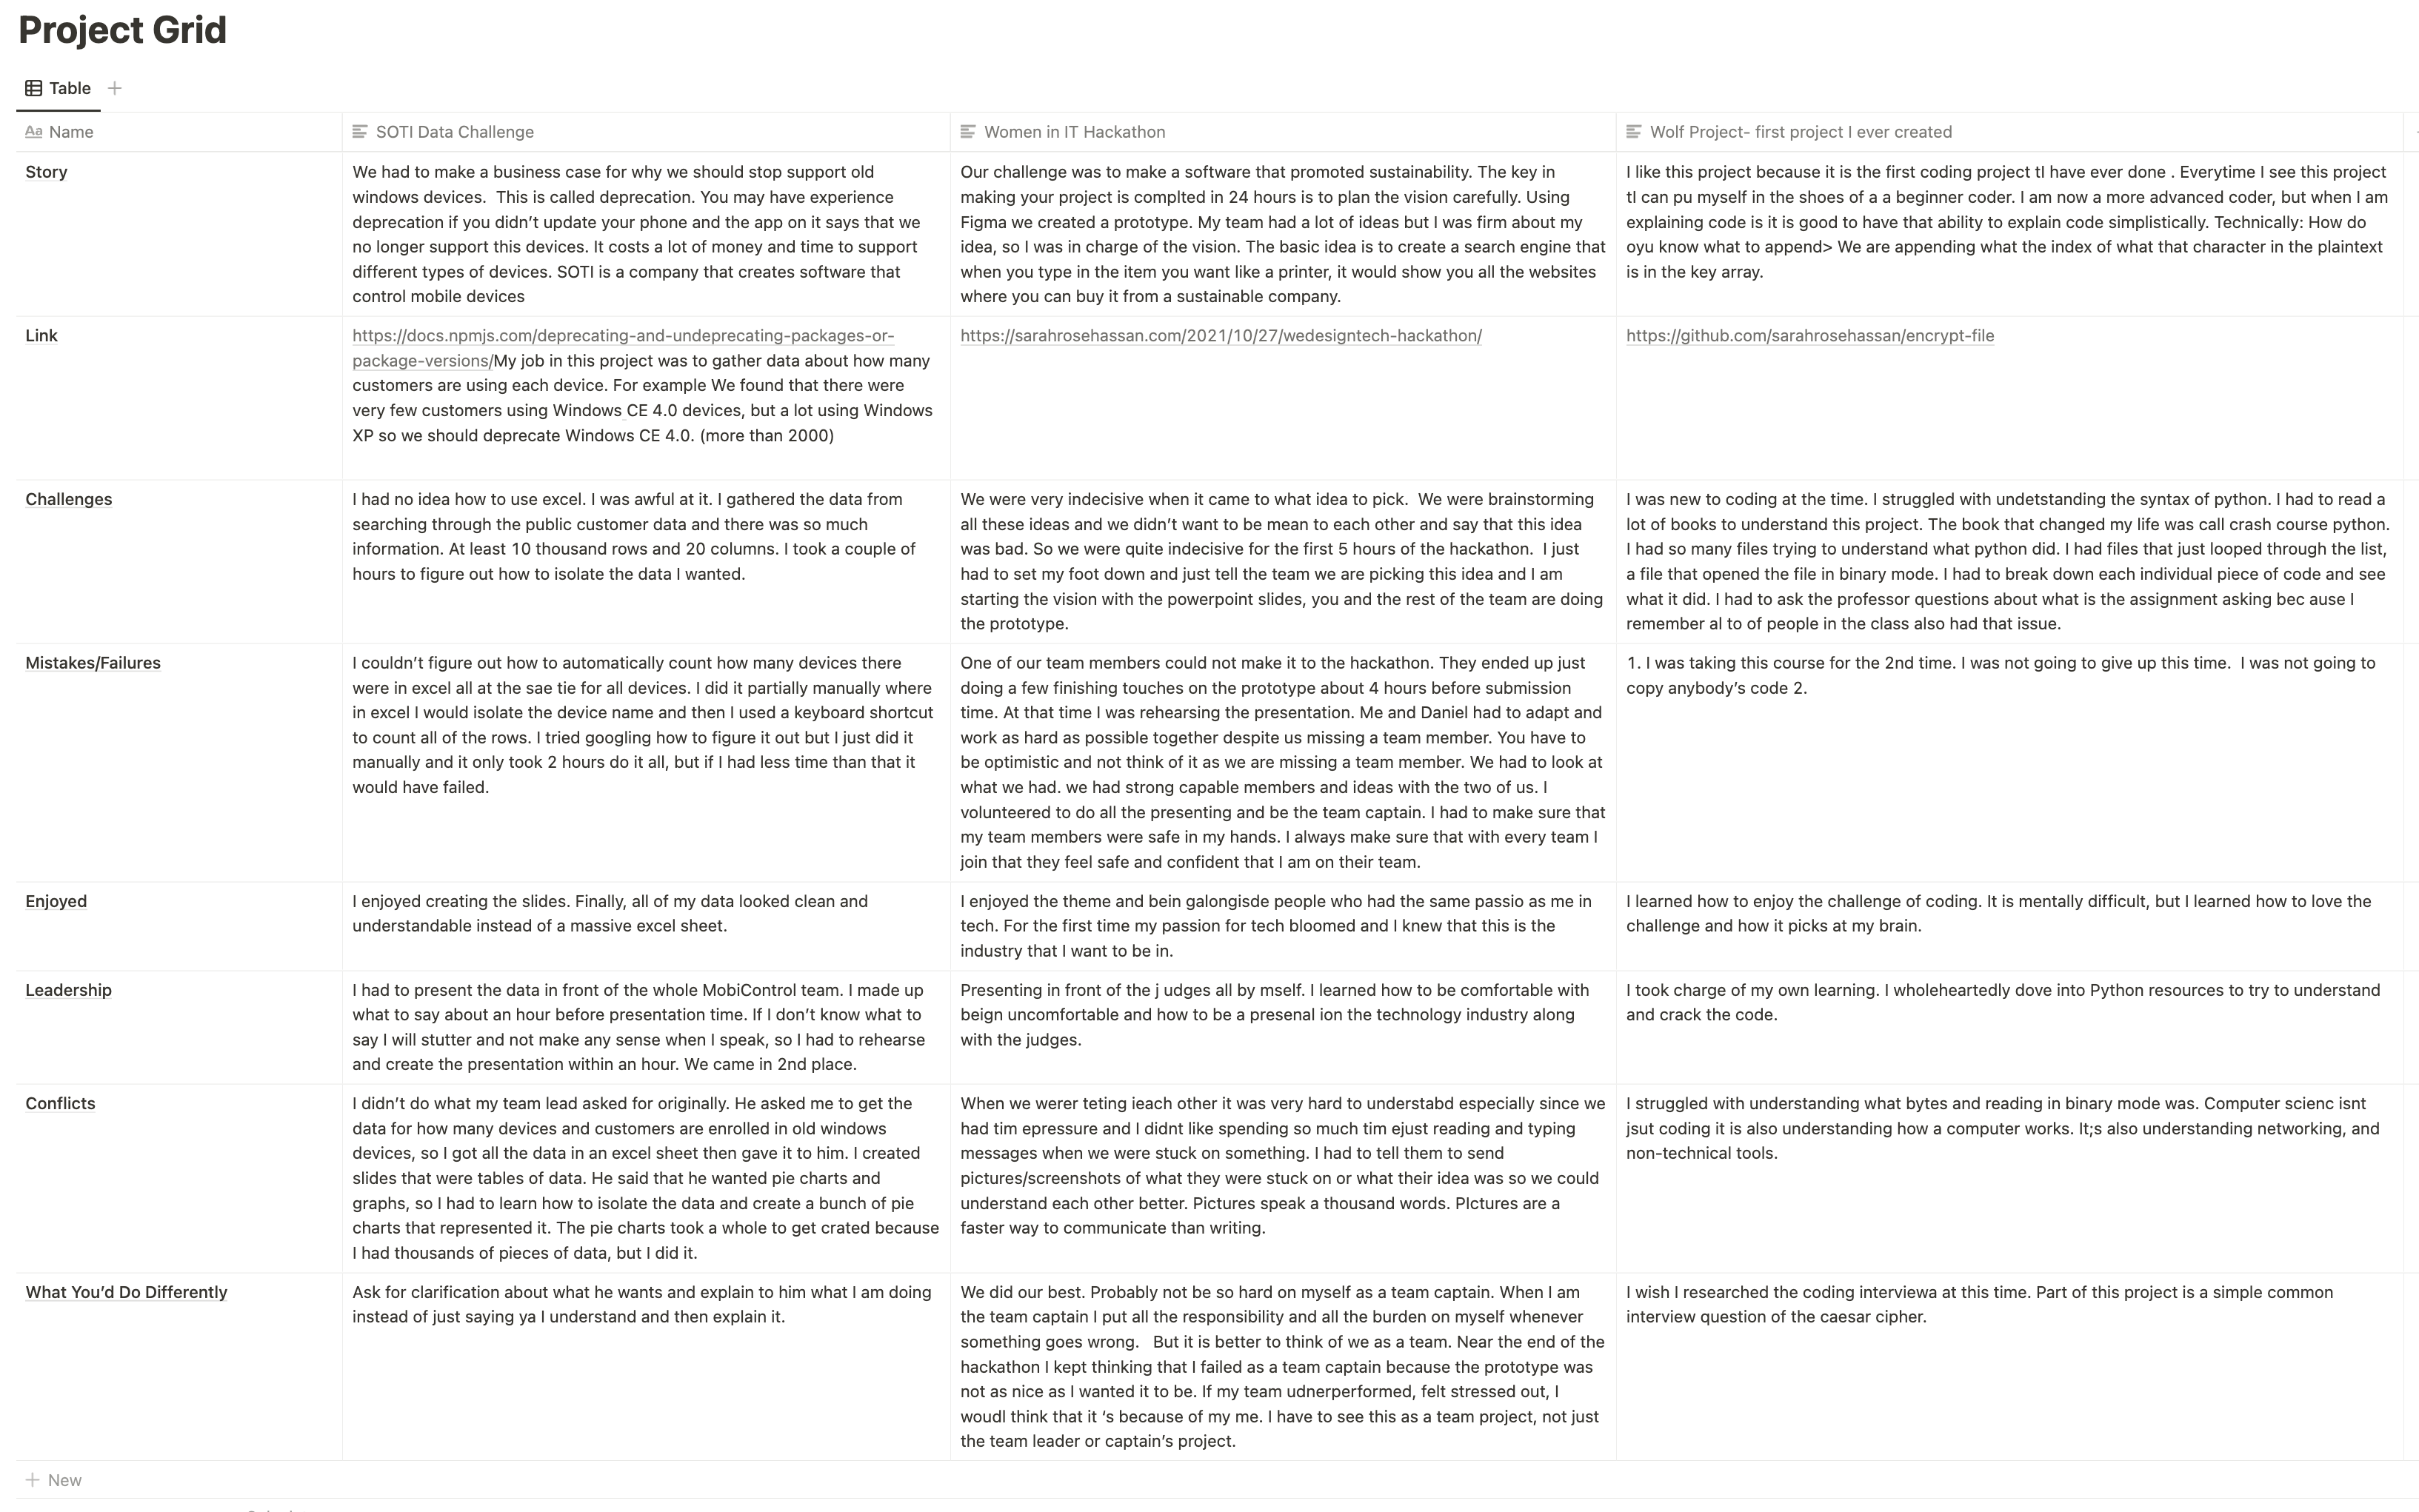 Project Grid
Table
Aa Name
SOTI Data Challenge
Women in IT Hackathon
Wolf Project- first project I ever created
Story
We had to make a business case for why we should stop support old
windows devices.  This is called deprecation. You may have experience
deprecation if you didn’t update your phone and the app on it says that we
no longer support this devices. It costs a lot of money and time to support
different types of devices. SOTI is a company that creates software that
control mobile devices
Our challenge was to make a software that promoted sustainability. The key in
making your project is complted in 24 hours is to plan the vision carefully. Using
Figma we created a prototype. My team had a lot of ideas but I was firm about my
idea, so I was in charge of the vision. The basic idea is to create a search engine that
when you type in the item you want like a printer, it would show you all the websites
where you can buy it from a sustainable company.
I like this project because it is the first coding project tI have ever done . Everytime I see this project
tI can pu myself in the shoes of a a beginner coder. I am now a more advanced coder, but when I am
explaining code is it is good to have that ability to explain code simplistically. Technically: How do
oyu know what to append> We are appending what the index of what that character in the plaintext
is in the key array.
Link
https://docs.npmjs.com/deprecating-and-undeprecating-packages-or-
package-versions/My job in this project was to gather data about how many
customers are using each device. For example We found that there were
very few customers using Windows CE 4.0 devices, but a lot using Windows
XP so we should deprecate Windows CE 4.0. (more than 2000)
https://sarahrosehassan.com/2021/10/27/wedesigntech-hackathon/
https://github.com/sarahrosehassan/encrypt-file
Challenges
I had no idea how to use excel. I was awful at it. I gathered the data from
searching through the public customer data and there was so much
information. At least 10 thousand rows and 20 columns. I took a couple of
hours to figure out how to isolate the data I wanted.
We were very indecisive when it came to what idea to pick.  We were brainstorming
all these ideas and we didn’t want to be mean to each other and say that this idea
was bad. So we were quite indecisive for the first 5 hours of the hackathon.  I just
had to set my foot down and just tell the team we are picking this idea and I am
starting the vision with the powerpoint slides, you and the rest of the team are doing
the prototype.
I was new to coding at the time. I struggled with undetstanding the syntax of python. I had to read a
lot of books to understand this project. The book that changed my life was call crash course python.
I had so many files trying to understand what python did. I had files that just looped through the list,
a file that opened the file in binary mode. I had to break down each individual piece of code and see
what it did. I had to ask the professor questions about what is the assignment asking bec ause I
remember al to of people in the class also had that issue.
Mistakes/Failures
I couldn’t figure out how to automatically count how many devices there
were in excel all at the sae tie for all devices. I did it partially manually where
in excel I would isolate the device name and then I used a keyboard shortcut
to count all of the rows. I tried googling how to figure it out but I just did it
manually and it only took 2 hours do it all, but if I had less time than that it
would have failed.
One of our team members could not make it to the hackathon. They ended up just
doing a few finishing touches on the prototype about 4 hours before submission
time. At that time I was rehearsing the presentation. Me and Daniel had to adapt and
work as hard as possible together despite us missing a team member. You have to
be optimistic and not think of it as we are missing a team member. We had to look at
what we had. we had strong capable members and ideas with the two of us. I
volunteered to do all the presenting and be the team captain. I had to make sure that
my team members were safe in my hands. I always make sure that with every team I
join that they feel safe and confident that I am on their team.
1. I was taking this course for the 2nd time. I was not going to give up this time.  I was not going to
copy anybody’s code 2.
Enjoyed
I enjoyed creating the slides. Finally, all of my data looked clean and
understandable instead of a massive excel sheet.
I enjoyed the theme and bein galongisde people who had the same passio as me in
tech. For the first time my passion for tech bloomed and I knew that this is the
industry that I want to be in.
I learned how to enjoy the challenge of coding. It is mentally difficult, but I learned how to love the
challenge and how it picks at my brain.
Leadership
I had to present the data in front of the whole MobiControl team. I made up
what to say about an hour before presentation time. If I don’t know what to
say I will stutter and not make any sense when I speak, so I had to rehearse
and create the presentation within an hour. We came in 2nd place.
Presenting in front of the j udges all by mself. I learned how to be comfortable with
beign uncomfortable and how to be a presenal ion the technology industry along
with the judges.
I took charge of my own learning. I wholeheartedly dove into Python resources to try to understand
and crack the code.
Conflicts
I didn’t do what my team lead asked for originally. He asked me to get the
data for how many devices and customers are enrolled in old windows
devices, so I got all the data in an excel sheet then gave it to him. I created
slides that were tables of data. He said that he wanted pie charts and
graphs, so I had to learn how to isolate the data and create a bunch of pie
charts that represented it. The pie charts took a whole to get crated because
I had thousands of pieces of data, but I did it.
When we werer teting ieach other it was very hard to understabd especially since we
had tim epressure and I didnt like spending so much tim ejust reading and typing
messages when we were stuck on something. I had to tell them to send
pictures/screenshots of what they were stuck on or what their idea was so we could
understand each other better. Pictures speak a thousand words. PIctures are a
faster way to communicate than writing.
I struggled with understanding what bytes and reading in binary mode was. Computer scienc isnt
jsut coding it is also understanding how a computer works. It;s also understanding networking, and
non-technical tools.
What You’d Do Differently
Ask for clarification about what he wants and explain to him what I am doing
instead of just saying ya I understand and then explain it.
We did our best. Probably not be so hard on myself as a team captain. When I am
the team captain I put all the responsibility and all the burden on myself whenever
something goes wrong.   But it is better to think of we as a team. Near the end of the
hackathon I kept thinking that I failed as a team captain because the prototype was
not as nice as I wanted it to be. If my team udnerperformed, felt stressed out, I
woudl think that it ‘s because of my me. I have to see this as a team project, not just
the team leader or captain’s project.
I wish I researched the coding interviewa at this time. Part of this project is a simple common
interview question of the caesar cipher.
New